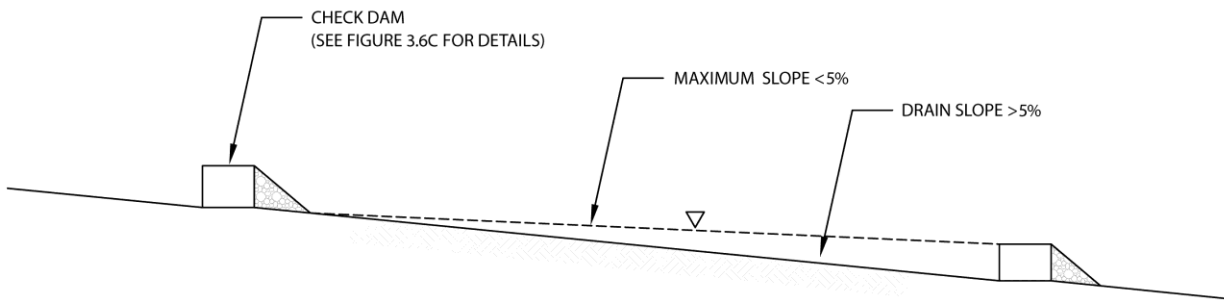 CHECK DAM
(SEE FIGURE 3.6C FOR DETAILS)
MAXIMUM SLOPE <5%
DRAIN SLOPE >5%